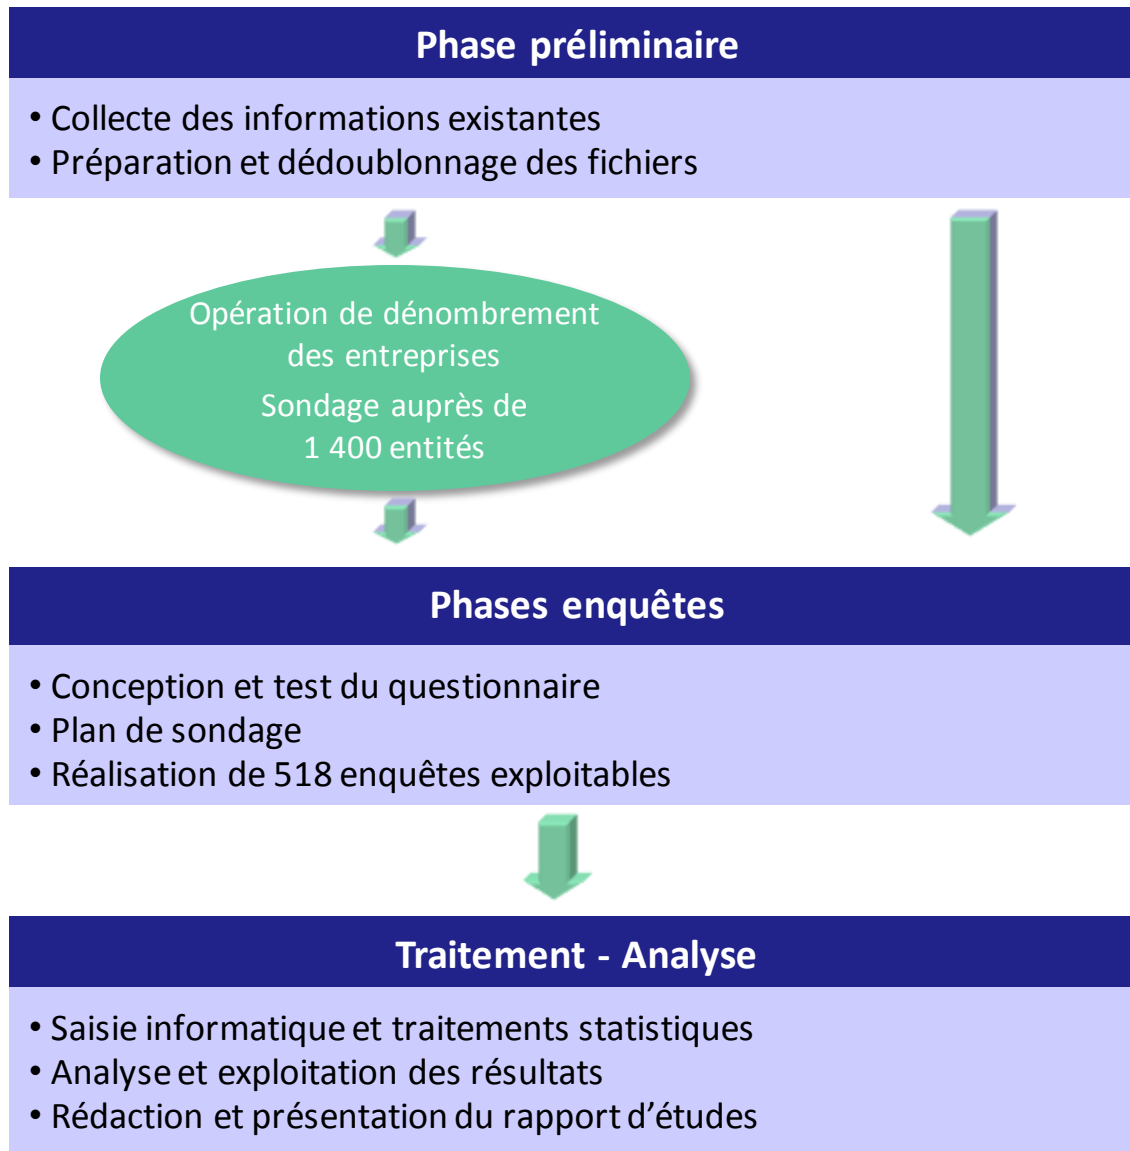 Phase préliminaire
• Collecte des informations existantes
• Préparation et dédoublonnage des fichiers
Opération de dénombrement
des entreprises
Sondage auprès de
1 400 entités
Phases enquêtes
• Conception et test du questionnaire
• Plan de sondage
• Réalisation de 518 enquêtes exploitables
Traitement - Analyse
• Saisie informatique et traitements statistiques
• Analyse et exploitation des résultats
• Rédaction et présentation du rapport d’études